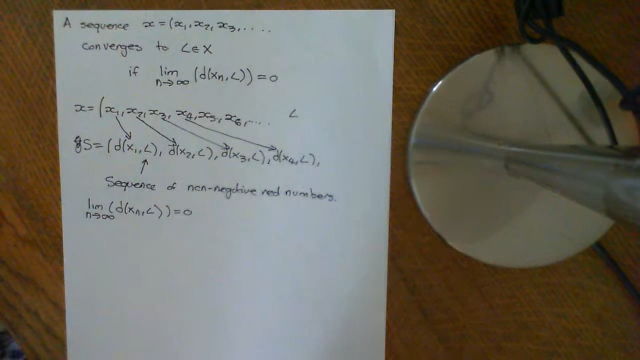 A sequence x = (x₁, x₂, x₃, ....
converges to L ∈ X
if lim n→∞ (d(xₙ, L)) = 0
x = (x₁, x₂, x₃, x₄, x₅, x₆, .... L
S = (d(x₁, L), d(x₂, L), d(x₃, L), d(x₄, L),
Sequence of non-negative real numbers.
lim n→∞ (d(xₙ, L)) = 0